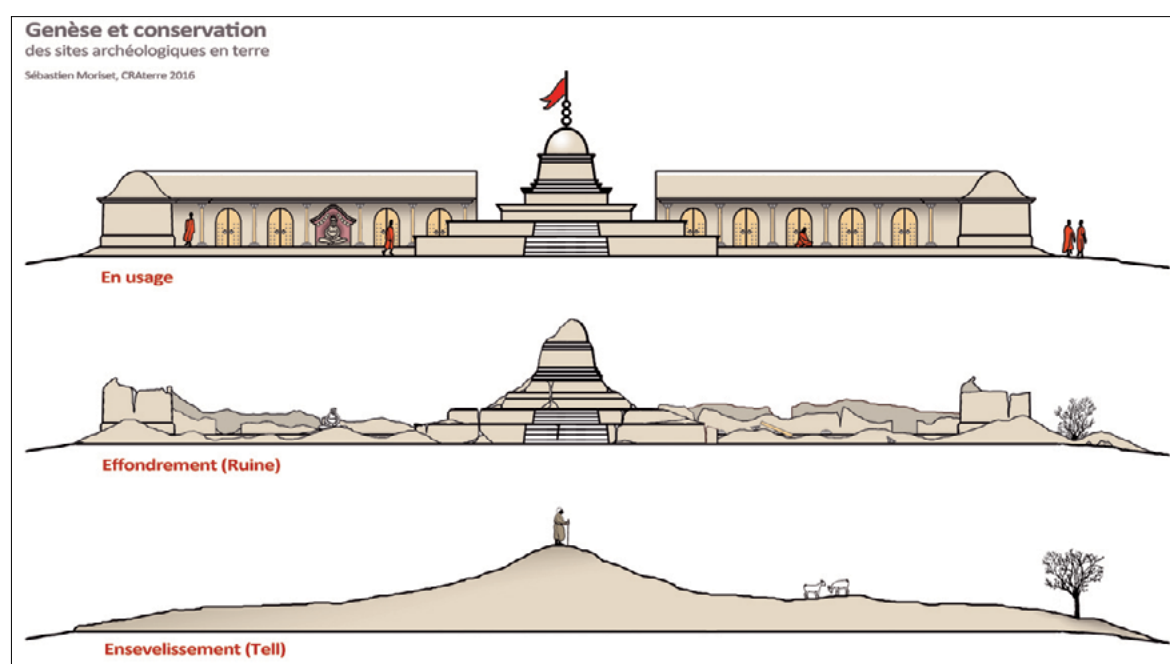 Genèse et conservation
des sites archéologiques en terre
Sébastien Moriset, CRAterre 2016
En usage
Effondrement (Ruine)
Ensevelissement (Tell)